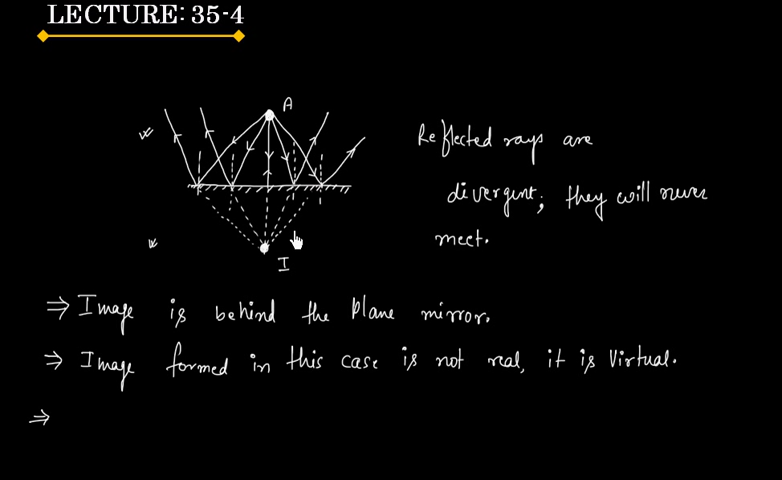 LECTURE: 35-4
A
Reflected rays are
divergent; they will never
meet.
I
⇒ Image is behind the plane mirror.
⇒ Image formed in this case is not real, it is Virtual.
⇒